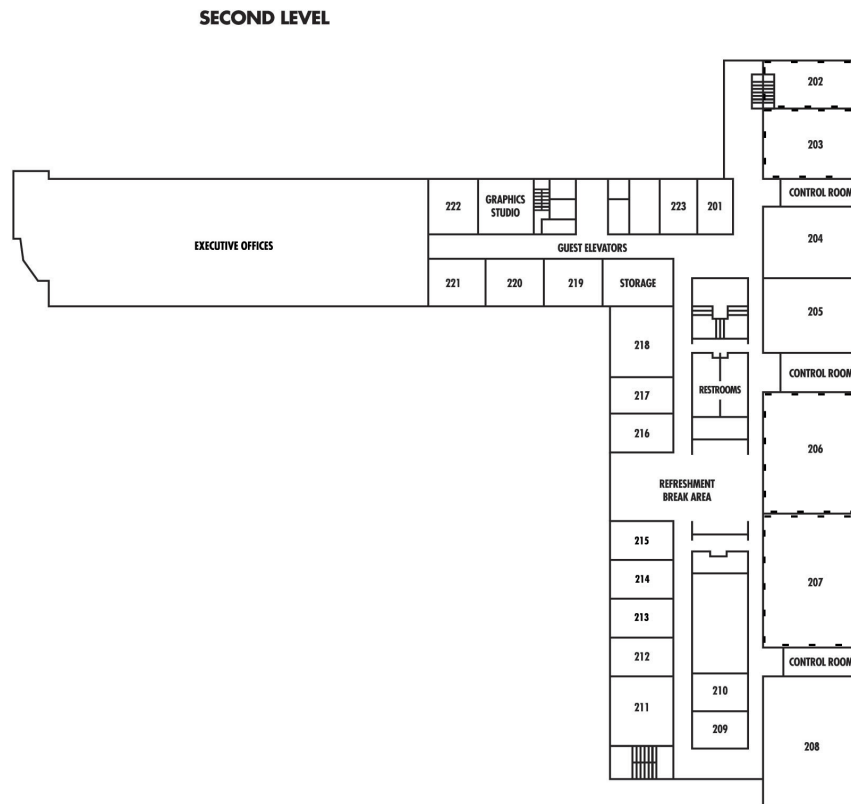 SECOND LEVEL
202
203
CONTROL ROOM
222
GRAPHICS
STUDIO
223
201
204
EXECUTIVE OFFICES
GUEST ELEVATORS
221
220
219
STORAGE
205
218
CONTROL ROOM
217
RESTROOMS
216
206
REFRESHMENT
BREAK AREA
215
214
207
213
212
CONTROL ROOM
210
211
209
208